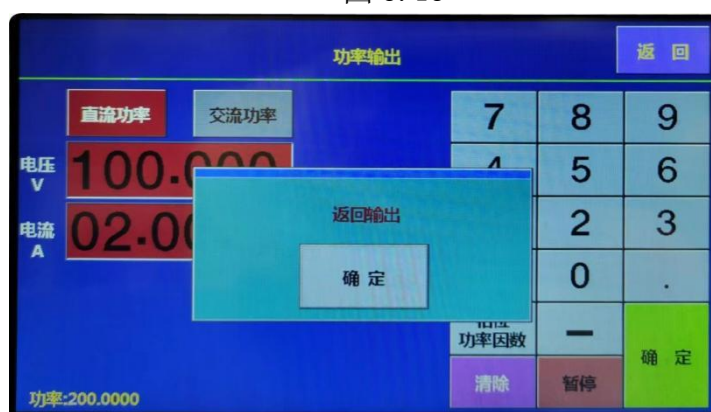 功率输出
返 回
直流功率
交流功率
7
8
9
电压
V
100.
5
6
返回输出
电流
A
02.0
2
3
确 定
0
.
功率因数
—
确 定
清除
暂停
功率:200.0000